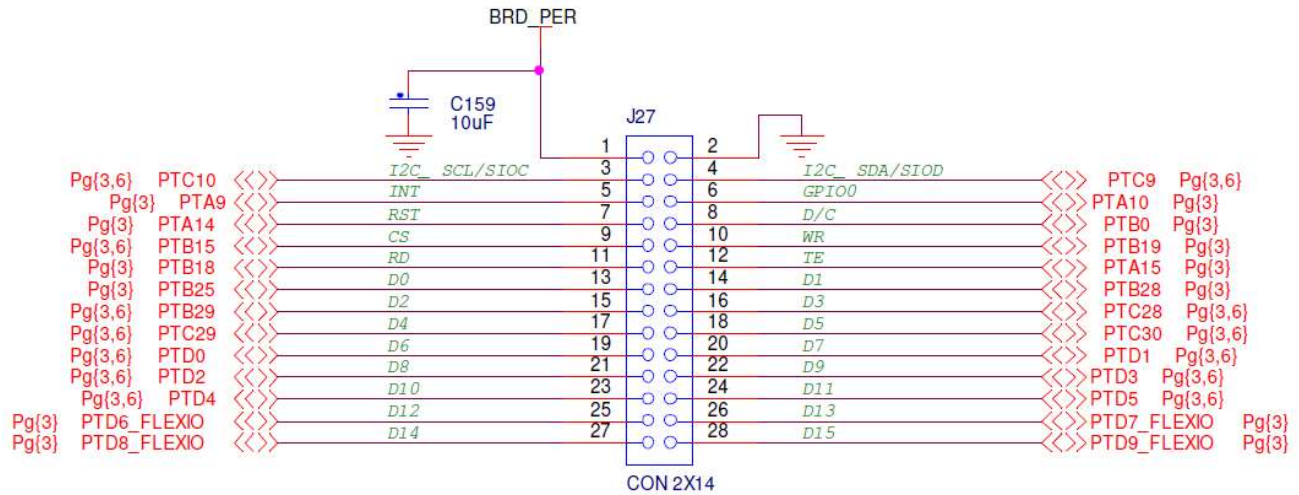 BRD_PER
C159
10uF
J27
1 2
Pg{3,6} PTC10 I2C_ SCL/SIOC 3 4 I2C_ SDA/SIOD PTC9 Pg{3,6}
Pg{3} PTA9 INT 5 6 GPIO0 PTA10 Pg{3}
Pg{3} PTA14 RST 7 8 D/C PTB0 Pg{3}
Pg{3,6} PTB15 CS 9 10 WR PTB19 Pg{3}
Pg{3} PTB18 RD 11 12 TE PTA15 Pg{3}
Pg{3} PTB25 D0 13 14 D1 PTB28 Pg{3}
Pg{3,6} PTB29 D2 15 16 D3 PTC28 Pg{3,6}
Pg{3,6} PTC29 D4 17 18 D5 PTC30 Pg{3,6}
Pg{3,6} PTD0 D6 19 20 D7 PTD1 Pg{3,6}
Pg{3,6} PTD2 D8 21 22 D9 PTD3 Pg{3,6}
Pg{3,6} PTD4 D10 23 24 D11 PTD5 Pg{3,6}
Pg{3} PTD6_FLEXIO D12 25 26 D13 PTD7_FLEXIO Pg{3}
Pg{3} PTD8_FLEXIO D14 27 28 D15 PTD9_FLEXIO Pg{3}
CON 2X14